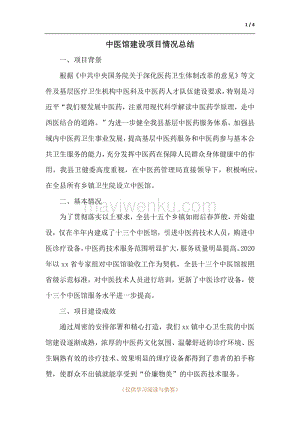 1 / 4
中医馆建设项目情况总结
一、项目背景
根据《中共中央国务院关于深化医药卫生体制改革的意见》等文
件及基层医疗卫生机构中医科及中医药人才队伍建设要求,特别是习
近平“我们要发展中医药,注重用现代科学解读中医药学原理,走中
西医结合的道路。”为进一步健全我县基层中医药服务体系,加强县
域内中医药卫生事业发展,提高基层中医药服务和中医药参与基本公
共卫生服务的能力,充分发挥中医药在保障人民群众身体健康中的作
用,我县卫健委高度重视,在中医药管理局直接领导下,积极响应,
在全县所有乡镇卫生院设立中医馆。
mayiwenku.com
二、基本情况
为了贯彻落实以上要求,全县十五个乡镇如雨后春笋般,开始建
设。仅在半年内建成了十三个中医馆,引进中医药技术人员,购进中
医诊疗设备,中医药技术服务范围明显扩大,服务质量明显提高。2020
年以 xx 省专家组对中医馆验收工作为契机,全县十三个中医馆按照
省级示范标准,对中医技术人员进行培训,更新了中医诊疗设备,使
十三个中医馆服务水平进一步提高。
三、项目建设成效
通过周密的安排部署和精心打造,我们 xx 镇中心卫生院的中医
馆建设逐渐成熟,浓厚的中医药文化氛围、温馨舒适的诊疗环境、医
生娴熟有效的诊疗技术、效果明显的理疗设备都得到了患者的拍手称
赞,使群众不出镇就能享受到“价廉物美”的中医药技术服务。
(仅供学习阅读与借鉴)